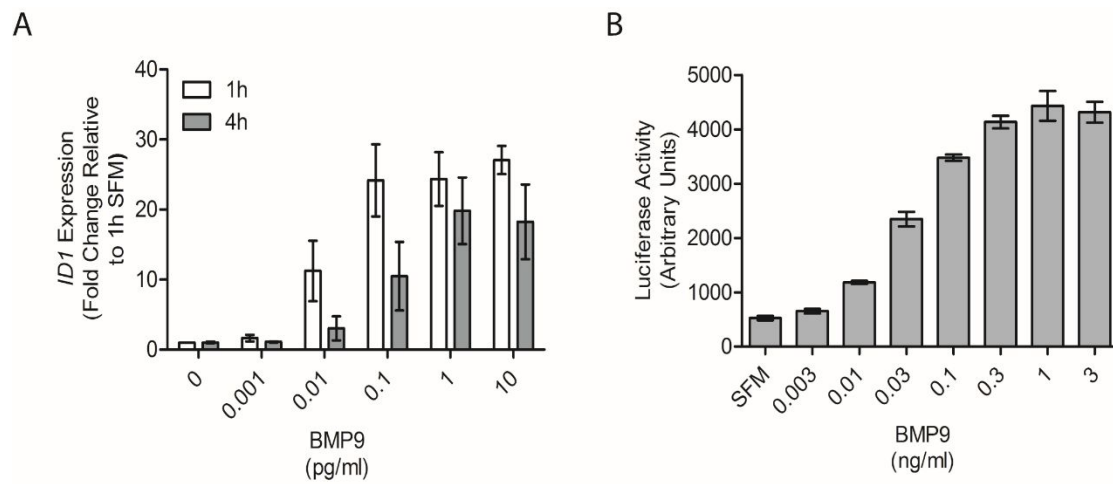 A
ID1 Expression
(Fold Change Relative
to 1h SFM)
40
30
20
10
0
1h
4h
0
0.001
0.01
0.1
1
10
BMP9
(pg/ml)
B
Luciferase Activity
(Arbitrary Units)
5000
4000
3000
2000
1000
0
SFM
0.003
0.01
0.03
0.1
0.3
1
3
BMP9
(ng/ml)